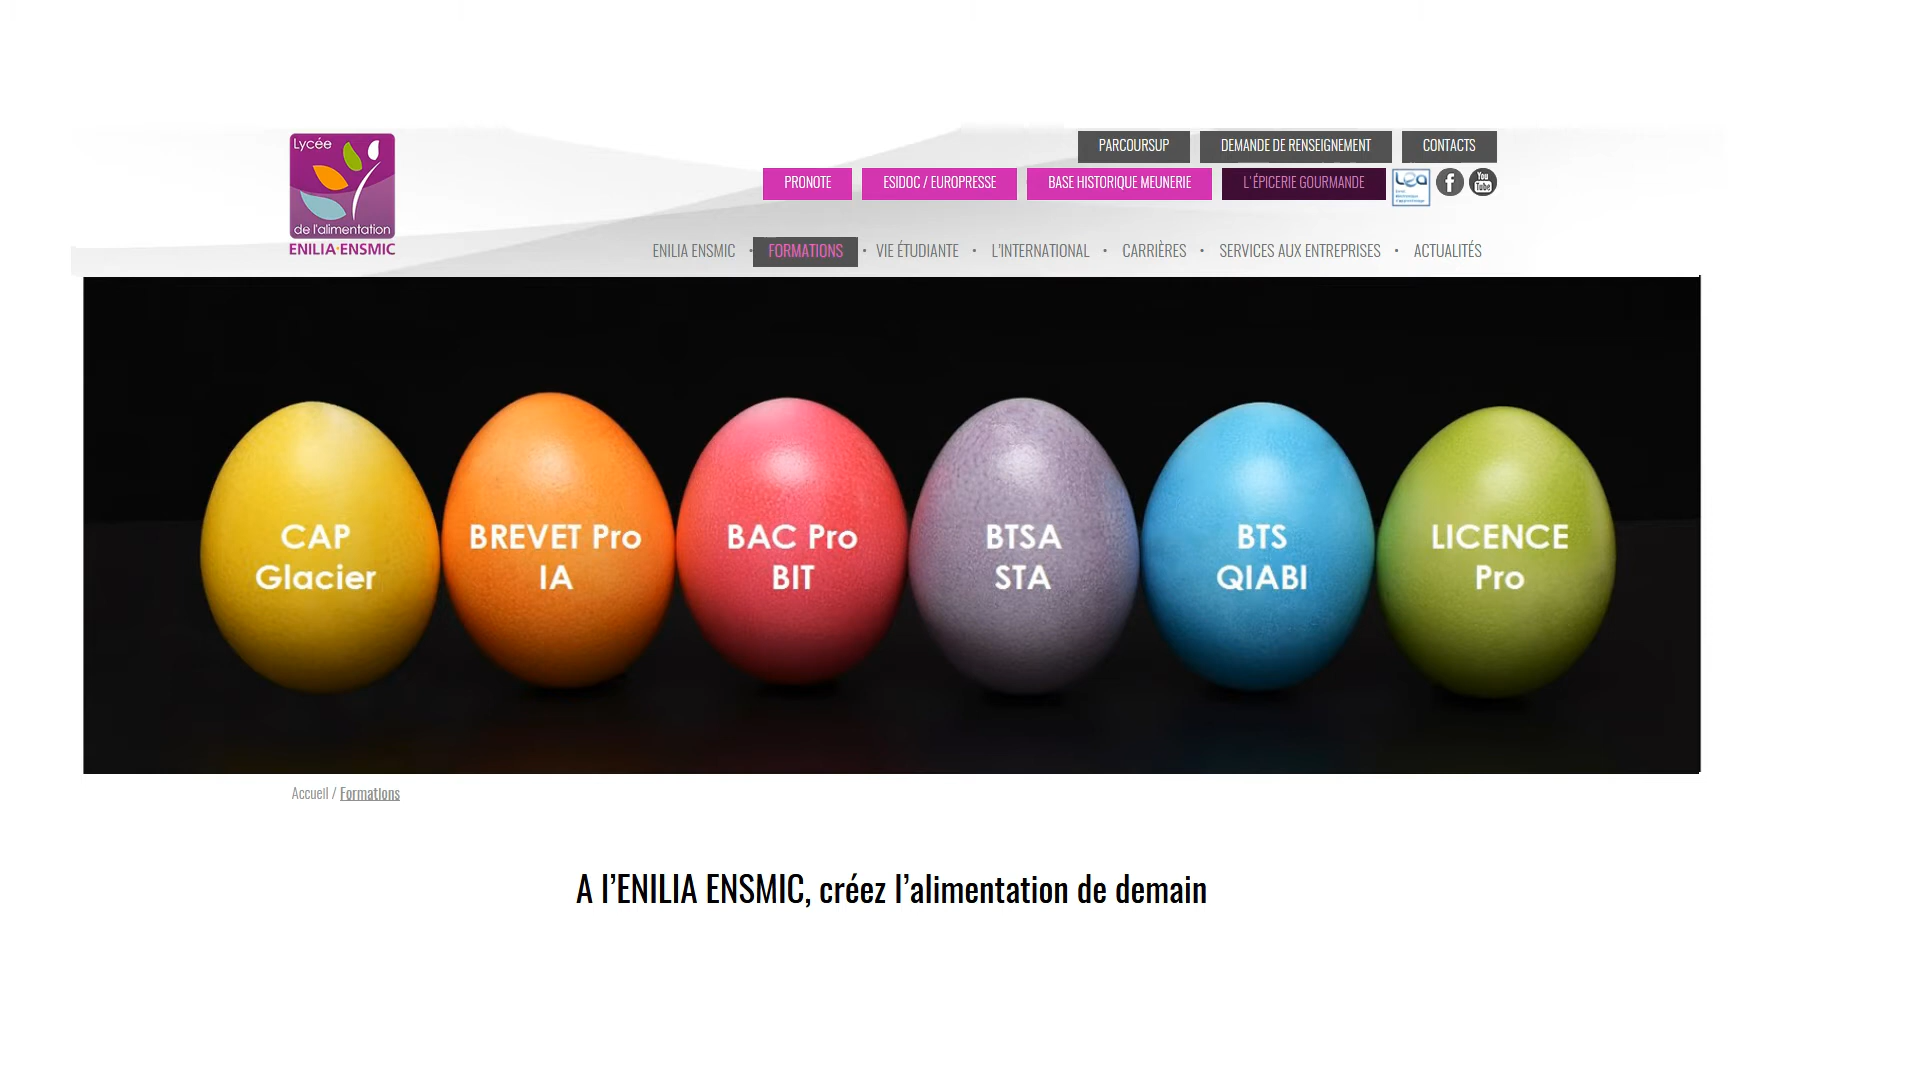 Lycée
de l'alimentation
ENILIA·ENSMIC
PARCOURSUP
DEMANDE DE RENSEIGNEMENT
CONTACTS
PRONOTE
ESIDOC / EUROPRESSE
BASE HISTORIQUE MEUNERIE
L'ÉPICERIE GOURMANDE
Léa
f
You Tube
ENILIA ENSMIC • FORMATIONS • VIE ÉTUDIANTE • L'INTERNATIONAL • CARRIÈRES • SERVICES AUX ENTREPRISES • ACTUALITÉS
CAP
Glacier
BREVET Pro
IA
BAC Pro
BIT
BTSA
STA
BTS
QIABI
LICENCE
Pro
Accueil / Formations
A l’ENILIA ENSMIC, créez l’alimentation de demain